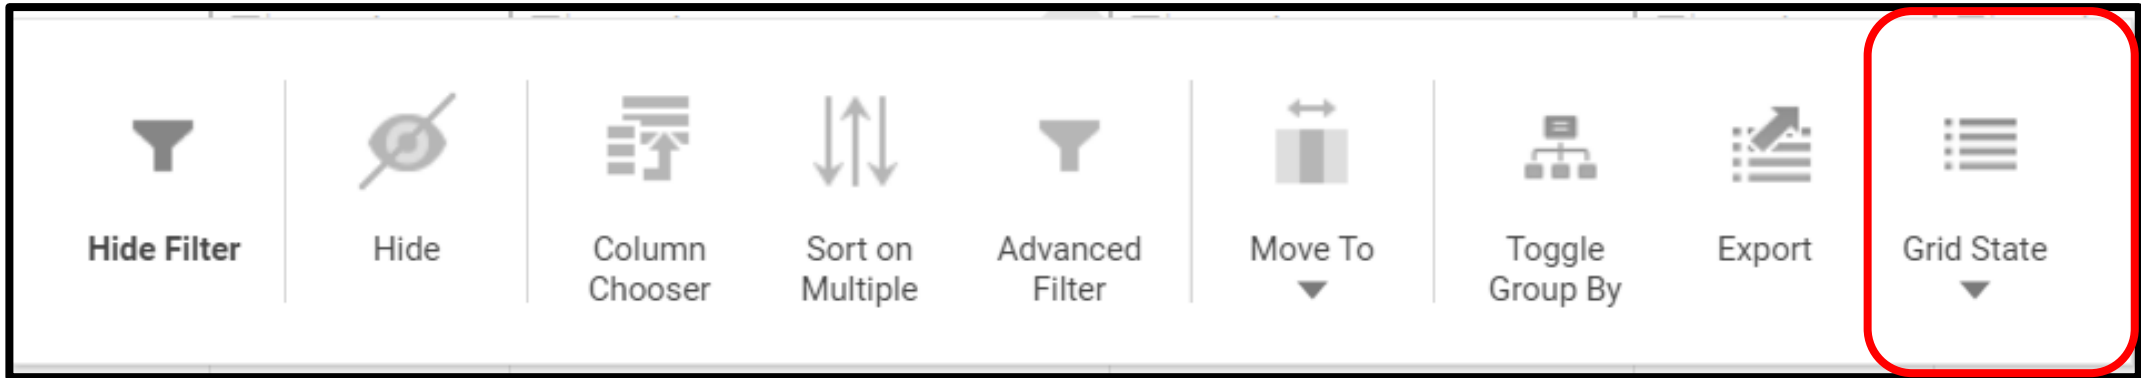 Hide Filter
Hide
Column
Chooser
Sort on
Multiple
Advanced
Filter
Move To
Toggle
Group By
Export
Grid State